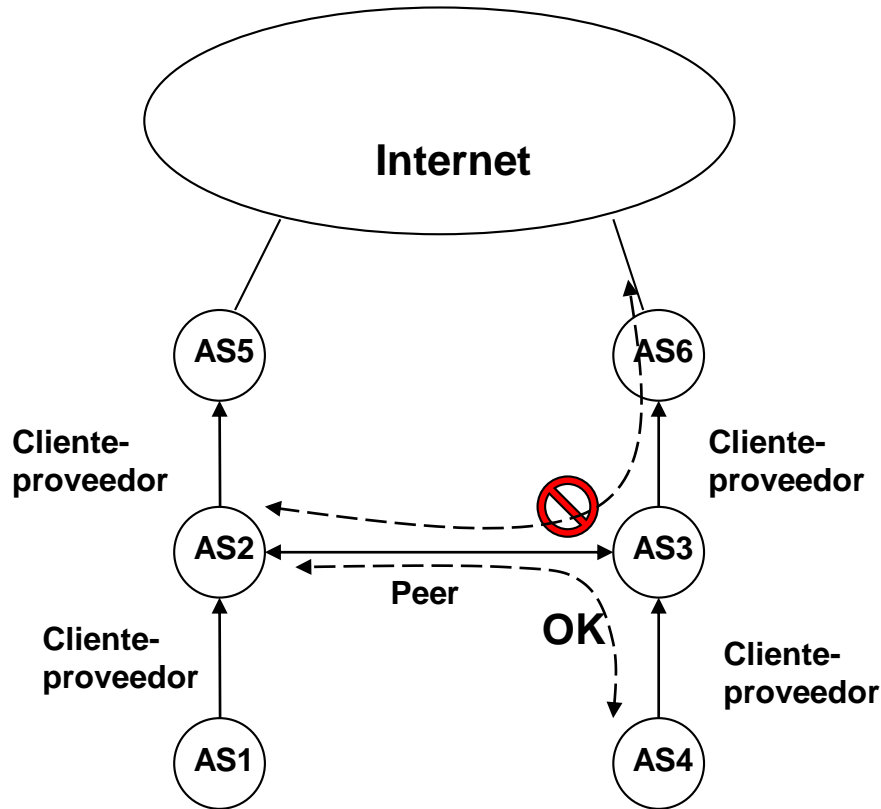 Internet
AS5
AS6
Cliente-
proveedor
Cliente-
proveedor
AS2
AS3
Peer
OK
Cliente-
proveedor
Cliente-
proveedor
AS1
AS4